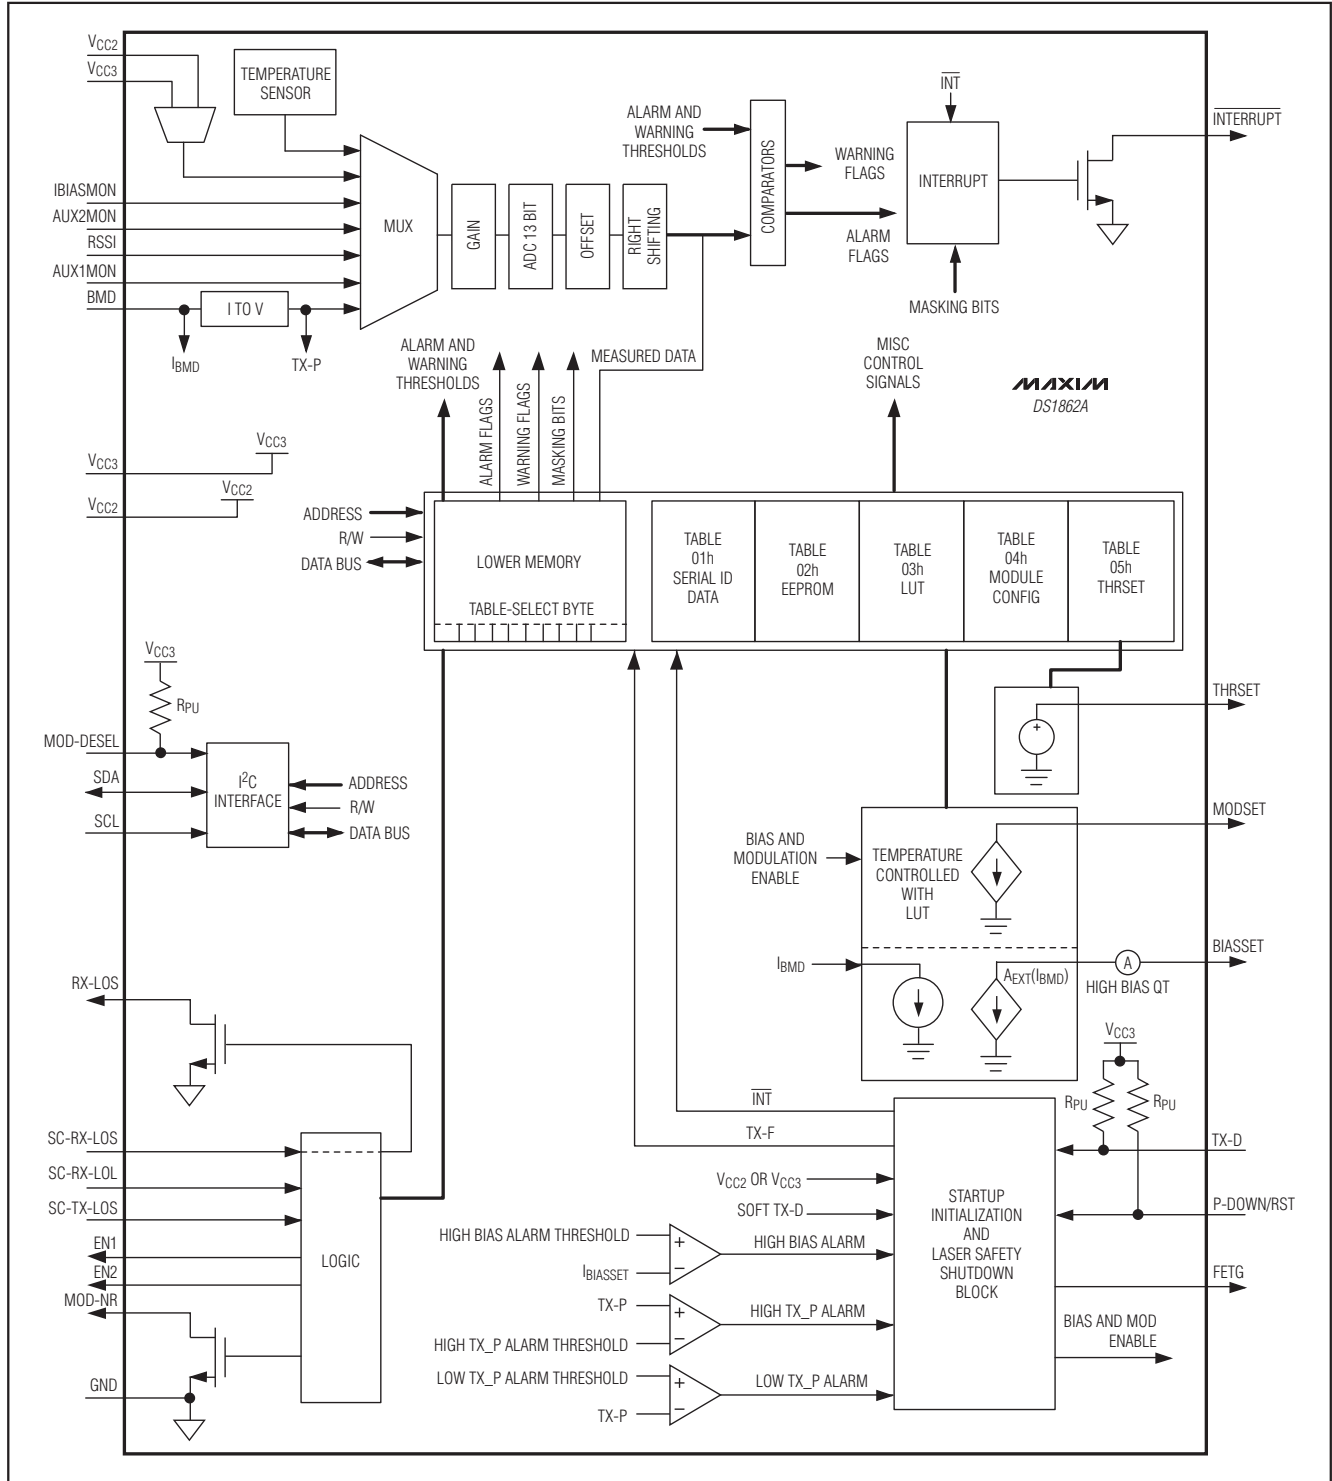 VCC2
VCC3
TEMPERATURE
SENSOR
IBIASMON
AUX2MON
RSSI
AUX1MON
BMD
I TO V
IBMD
TX-P
MUX
GAIN
ADC 13 BIT
OFFSET
RIGHT
SHIFTING
ALARM AND
WARNING
THRESHOLDS
COMPARATORS
WARNING
FLAGS
ALARM
FLAGS
INT
INTERRUPT
MASKING BITS
INTERRUPT
ALARM AND
WARNING
THRESHOLDS
ALARM FLAGS
WARNING FLAGS
MASKING BITS
MEASURED DATA
MISC
CONTROL
SIGNALS
MAXIM
DS1862A
VCC3
VCC3
VCC2
VCC2
ADDRESS
R/W
DATA BUS
LOWER MEMORY
TABLE-SELECT BYTE
TABLE
01h
SERIAL ID
DATA
TABLE
02h
EEPROM
TABLE
03h
LUT
TABLE
04h
MODULE
CONFIG
TABLE
05h
THRSET
VCC3
RPU
MOD-DESEL
SDA
SCL
I2C
INTERFACE
ADDRESS
R/W
DATA BUS
THRSET
+
MODSET
BIAS AND
MODULATION
ENABLE
TEMPERATURE
CONTROLLED
WITH
LUT
IBMD
AEXT(IBMD)
A
HIGH BIAS QT
BIASSET
RX-LOS
VCC3
RPU
RPU
INT
TX-F
TX-D
P-DOWN/RST
SC-RX-LOS
SC-RX-LOL
SC-TX-LOS
EN1
EN2
MOD-NR
GND
LOGIC
VCC2 OR VCC3
SOFT TX-D
HIGH BIAS ALARM THRESHOLD
IBIASSET
+
−
HIGH BIAS ALARM
TX-P
HIGH TX_P ALARM THRESHOLD
+
−
HIGH TX_P ALARM
LOW TX_P ALARM THRESHOLD
TX-P
+
−
LOW TX_P ALARM
STARTUP
INITIALIZATION
AND
LASER SAFETY
SHUTDOWN
BLOCK
FETG
BIAS AND MOD
ENABLE